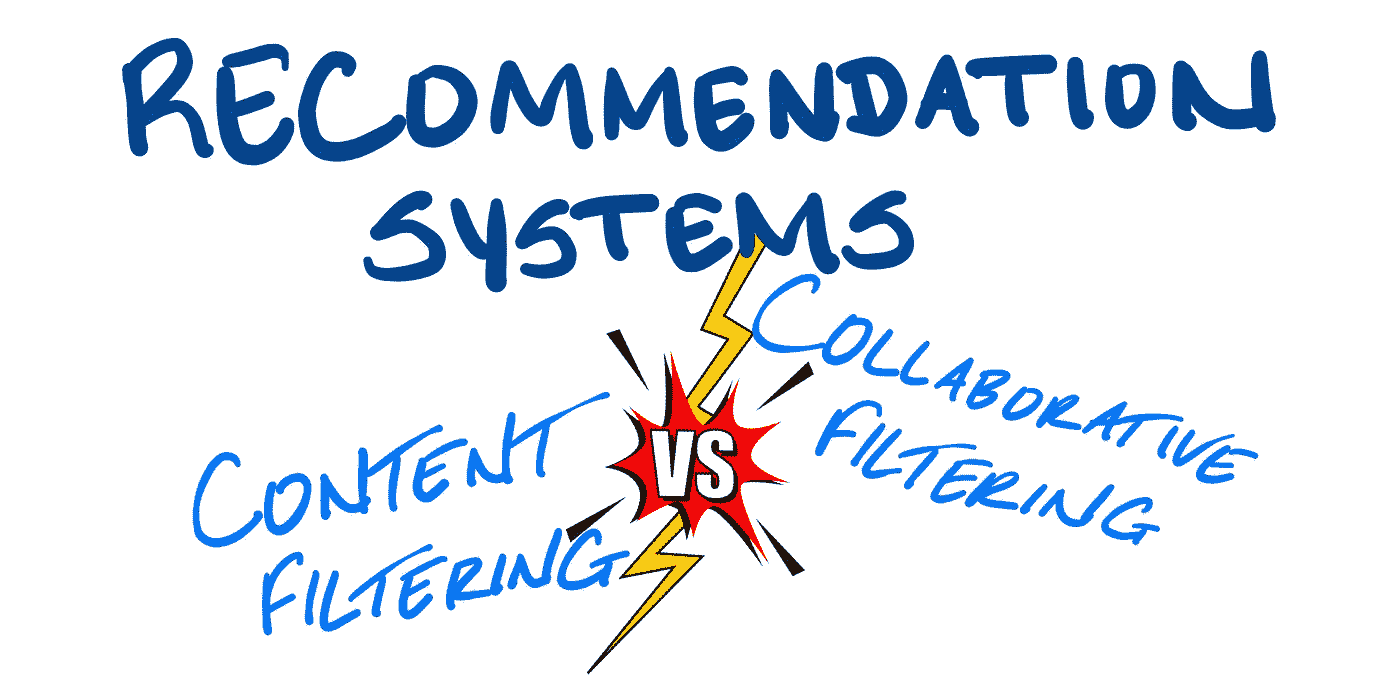 RECOMMENDATION
SYSTEMS
CONTENT
FILTERING
VS
COLLABORATIVE
FILTERING